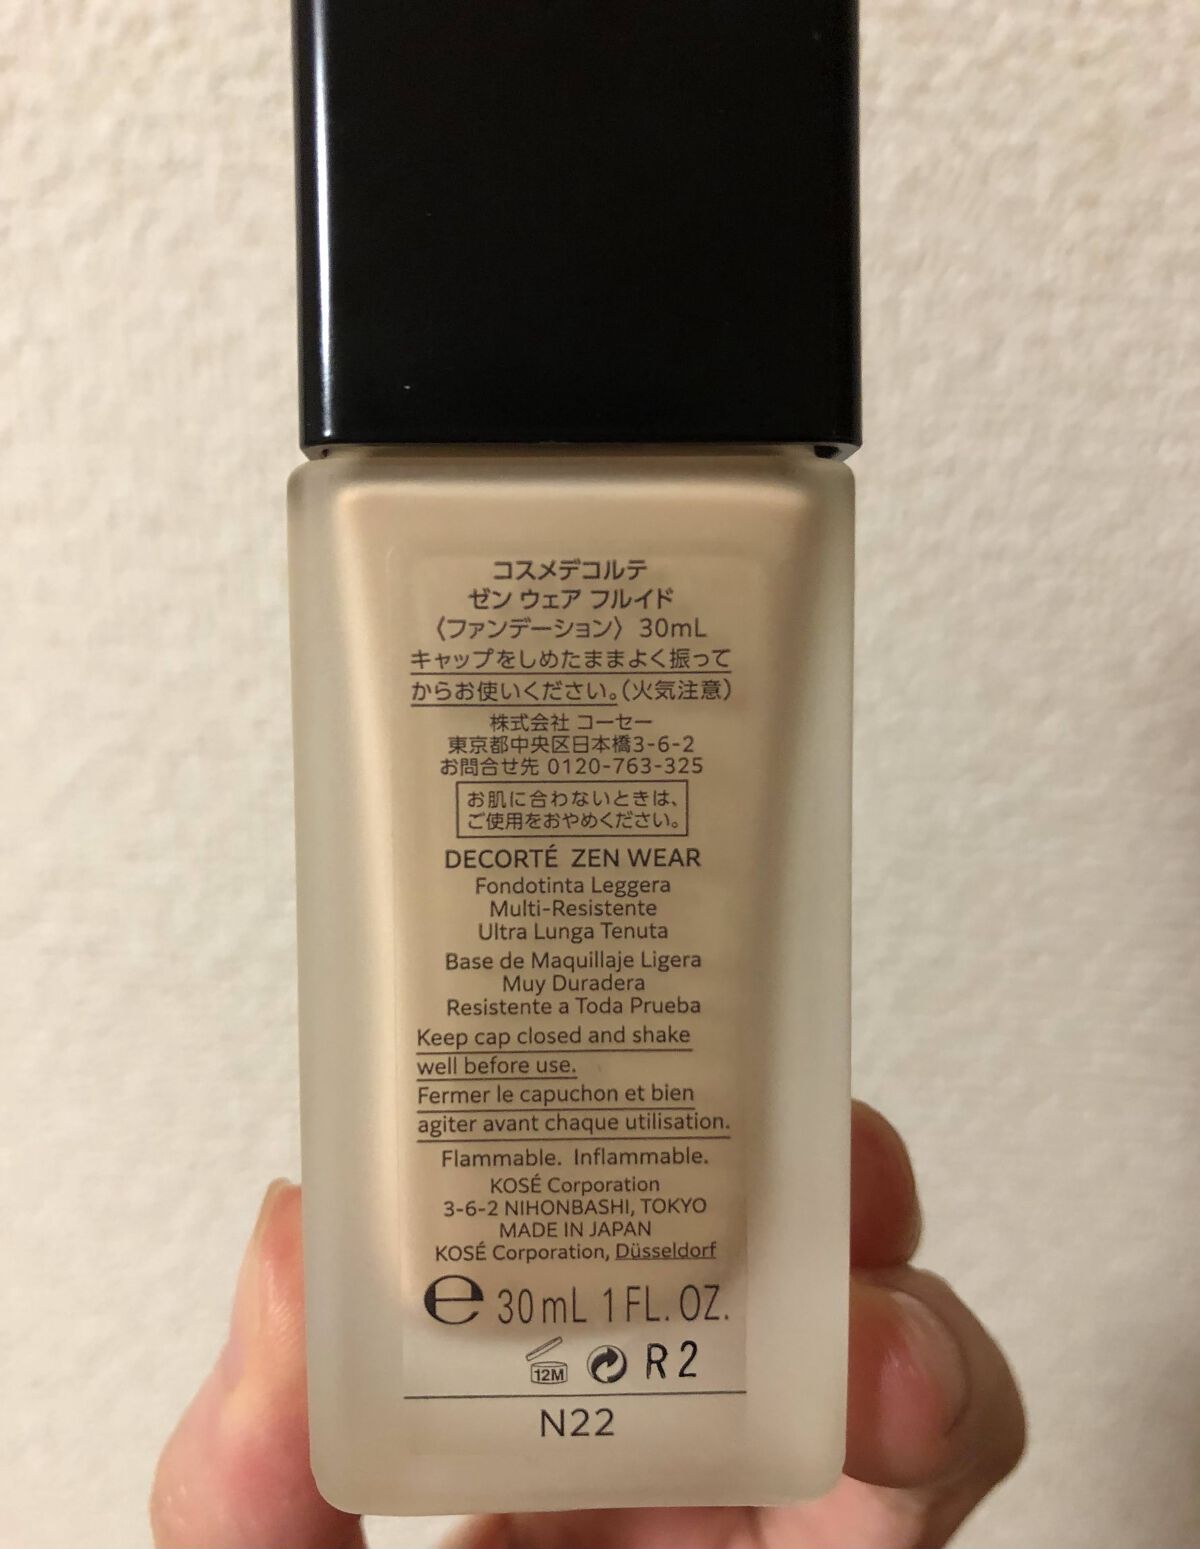 コスメデコルテ
ゼン ウェア フルイド
〈ファンデーション〉 30mL
キャップをしめたままよく振って
からお使いください。(火気注意)
株式会社 コーセー
東京都中央区日本橋3-6-2
お問合せ先 0120-763-325
お肌に合わないときは、
ご使用をおやめください。
DECORTÉ ZEN WEAR
Fondotinta Leggera
Multi-Resistente
Ultra Lunga Tenuta
Base de Maquillaje Ligera
Muy Duradera
Resistente a Toda Prueba
Keep cap closed and shake
well before use.
Fermer le capuchon et bien
agiter avant chaque utilisation.
Flammable. Inflammable.
KOSÉ Corporation
3-6-2 NIHONBASHI, TOKYO
MADE IN JAPAN
KOSÉ Corporation, Düsseldorf
℮ 30mL 1FL.OZ.
12M R2
N22